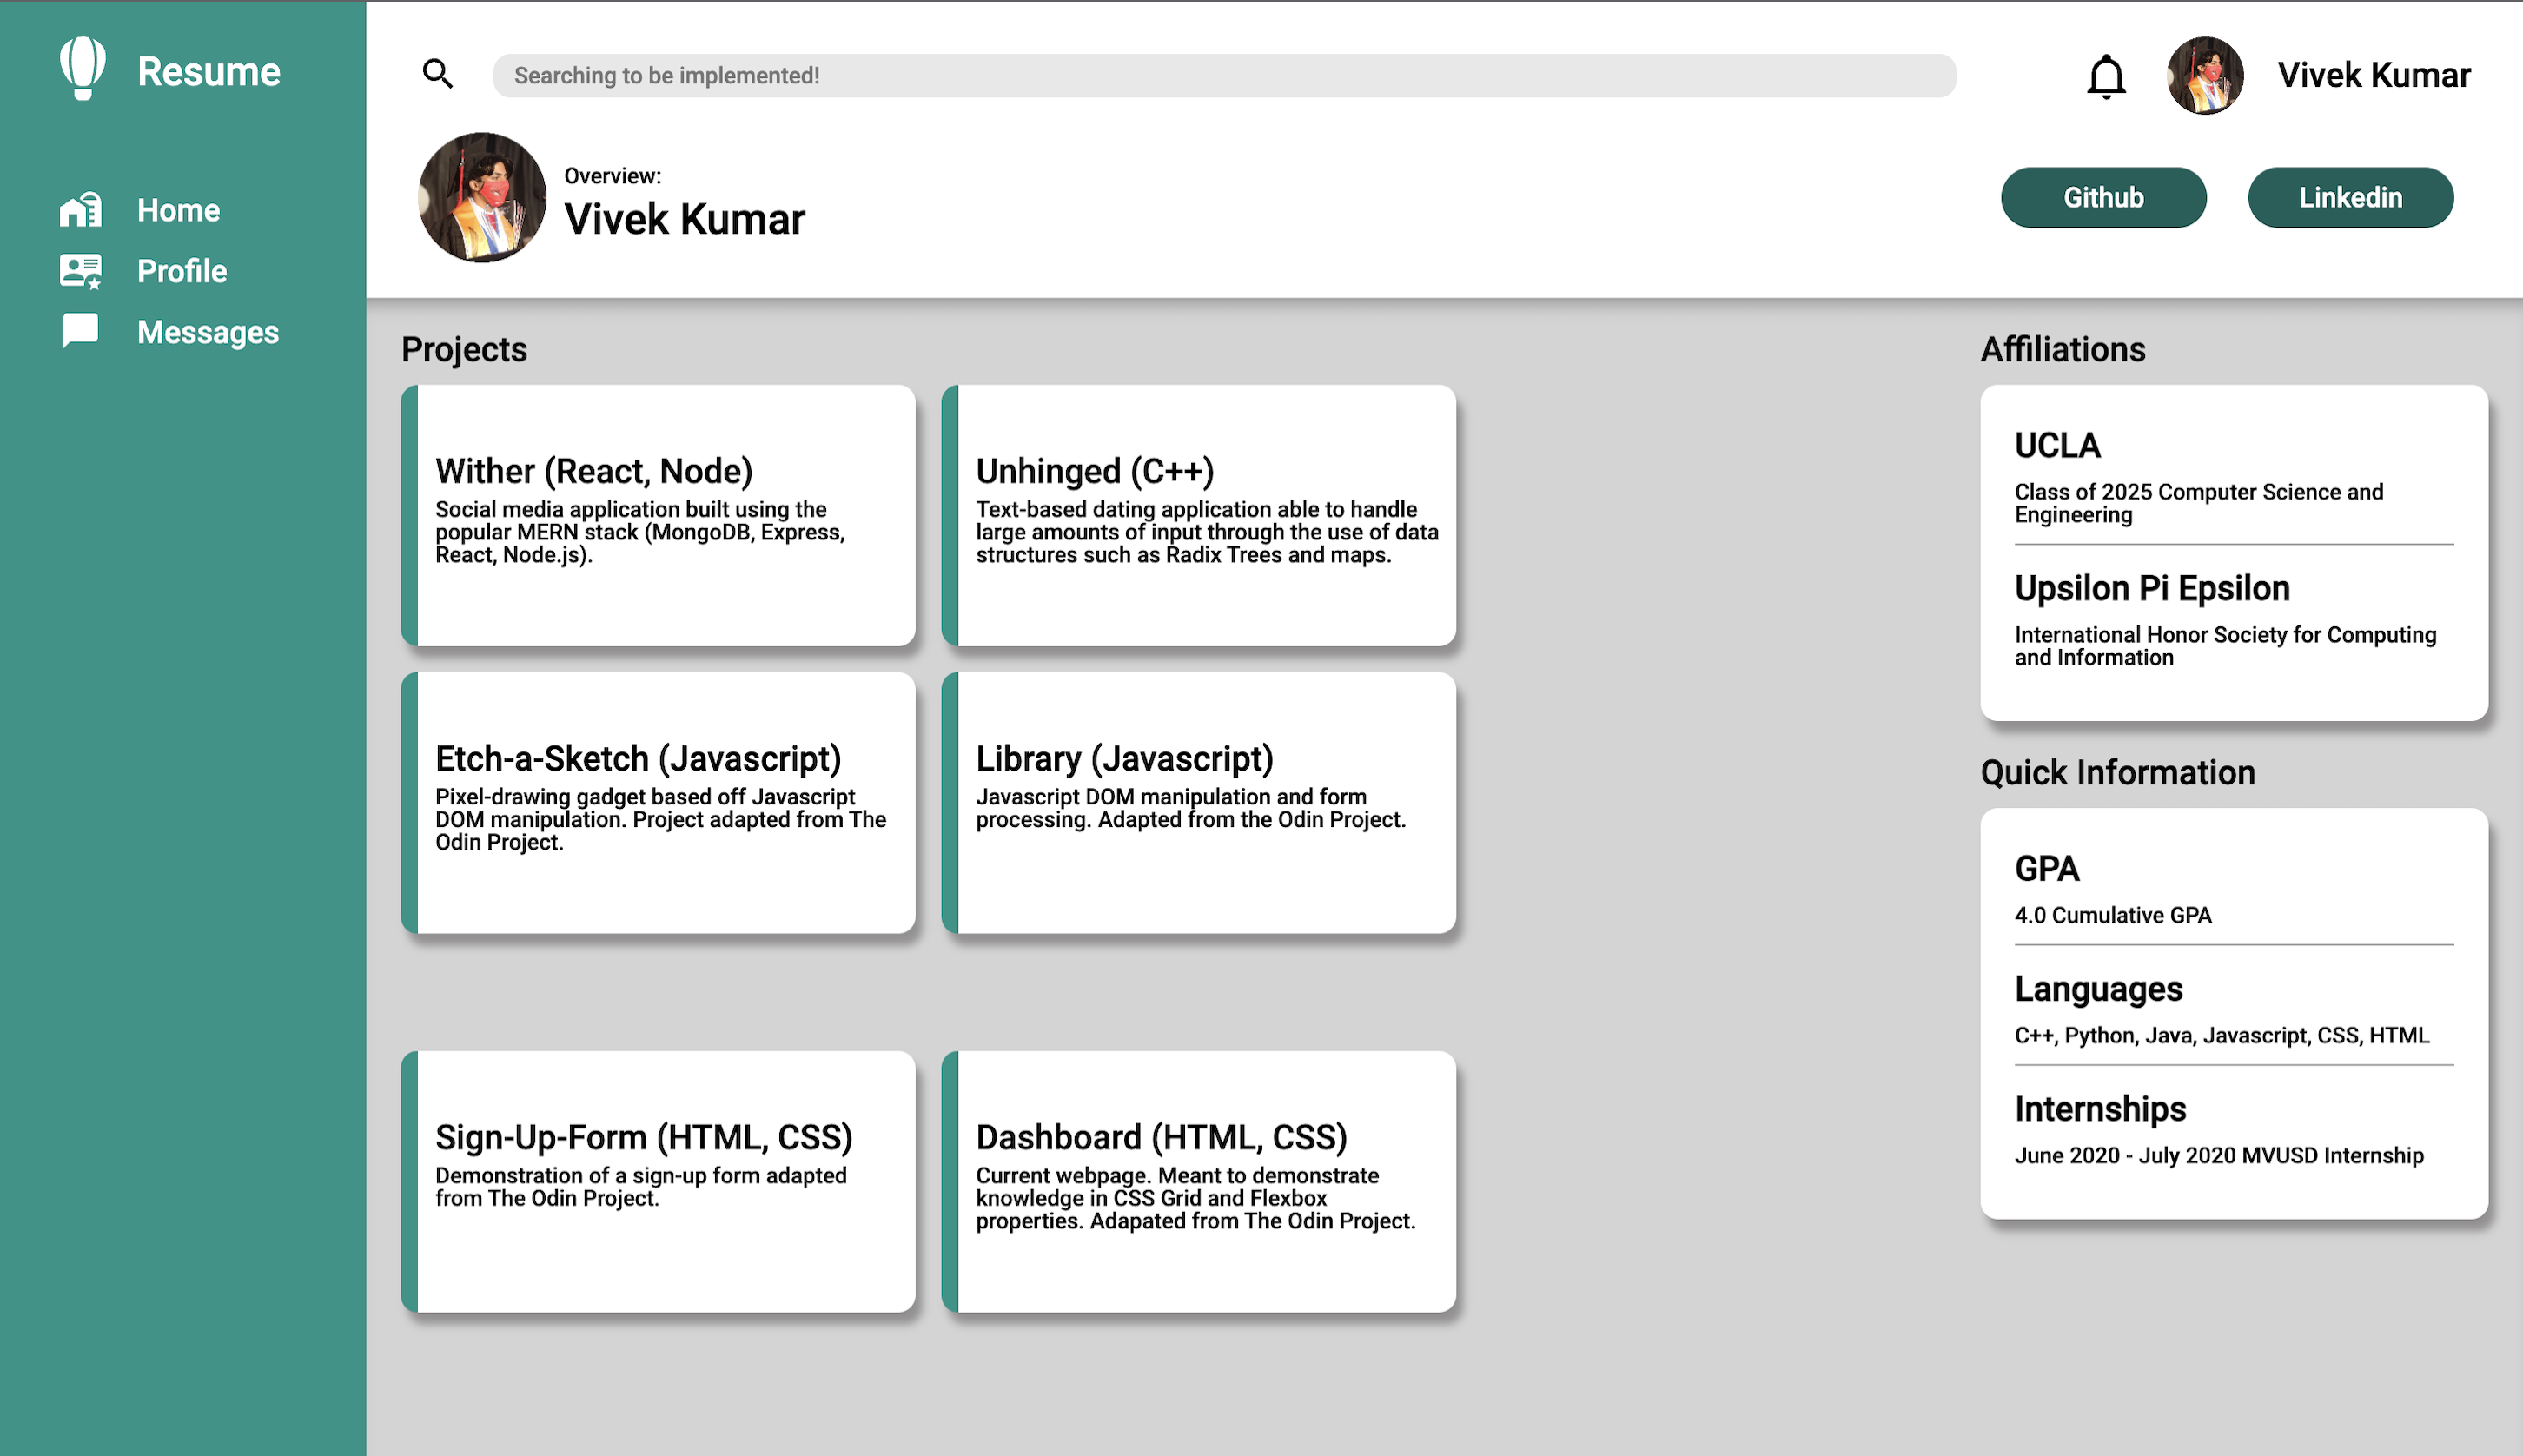 Resume
Home
Profile
Messages
Searching to be implemented!
Vivek Kumar
Overview:
Vivek Kumar
Github
Linkedin
Projects
Wither (React, Node)
Social media application built using the
popular MERN stack (MongoDB, Express,
React, Node.js).
Unhinged (C++)
Text-based dating application able to handle
large amounts of input through the use of data
structures such as Radix Trees and maps.
Etch-a-Sketch (Javascript)
Pixel-drawing gadget based off Javascript
DOM manipulation. Project adapted from The
Odin Project.
Library (Javascript)
Javascript DOM manipulation and form
processing. Adapted from the Odin Project.
Sign-Up-Form (HTML, CSS)
Demonstration of a sign-up form adapted
from The Odin Project.
Dashboard (HTML, CSS)
Current webpage. Meant to demonstrate
knowledge in CSS Grid and Flexbox
properties. Adapated from The Odin Project.
Affiliations
UCLA
Class of 2025 Computer Science and
Engineering
Upsilon Pi Epsilon
International Honor Society for Computing
and Information
Quick Information
GPA
4.0 Cumulative GPA
Languages
C++, Python, Java, Javascript, CSS, HTML
Internships
June 2020 - July 2020 MVUSD Internship